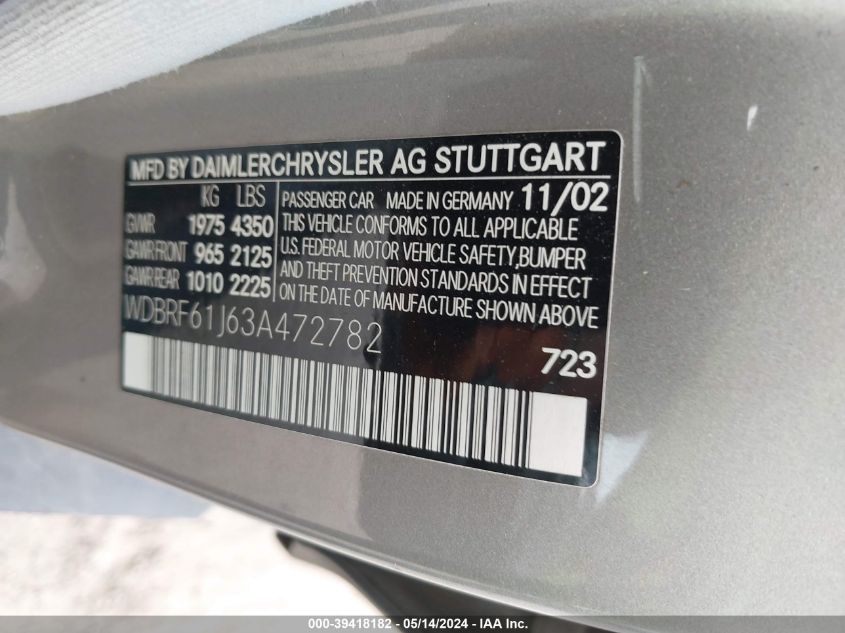 MFD BY DAIMLERCHRYSLER AG STUTTGART
KG LBS
GVWR 1975 4350
GAWR FRONT 965 2125
GAWR REAR 1010 2225
PASSENGER CAR MADE IN GERMANY 11/02
THIS VEHICLE CONFORMS TO ALL APPLICABLE
U.S. FEDERAL MOTOR VEHICLE SAFETY, BUMPER
AND THEFT PREVENTION STANDARDS IN EFFECT
ON THE DATE OF MANUFACTURE SHOWN ABOVE
WDBRF61J63A472782
723
000-39418182 - 05/14/2024 - IAA, Inc.